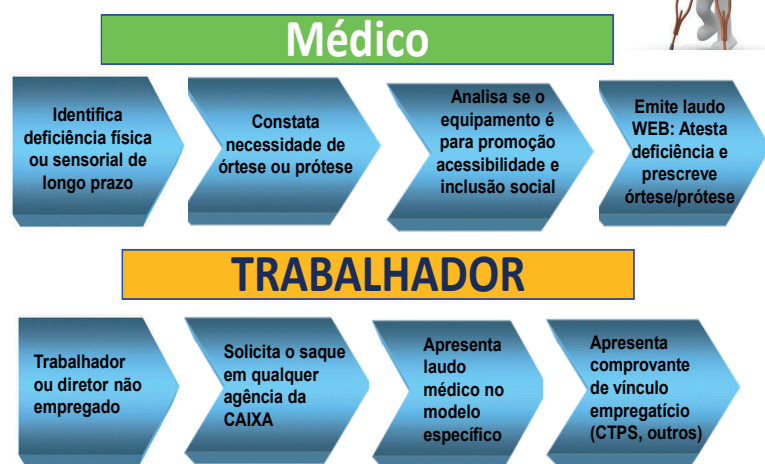 Médico
Identifica
deficiência física
ou sensorial de
longo prazo
Constata
necessidade de
órtese ou prótese
Analisa se o
equipamento é
para promoção
acessibilidade e
inclusão social
Emite laudo
WEB: Atesta
deficiência e
prescreve
órtese/prótese
TRABALHADOR
Trabalhador
ou diretor não
empregado
Solicita o saque
em qualquer
agência da
CAIXA
Apresenta
laudo
médico no
modelo
específico
Apresenta
comprovante
de vínculo
empregatício
(CTPS, outros)